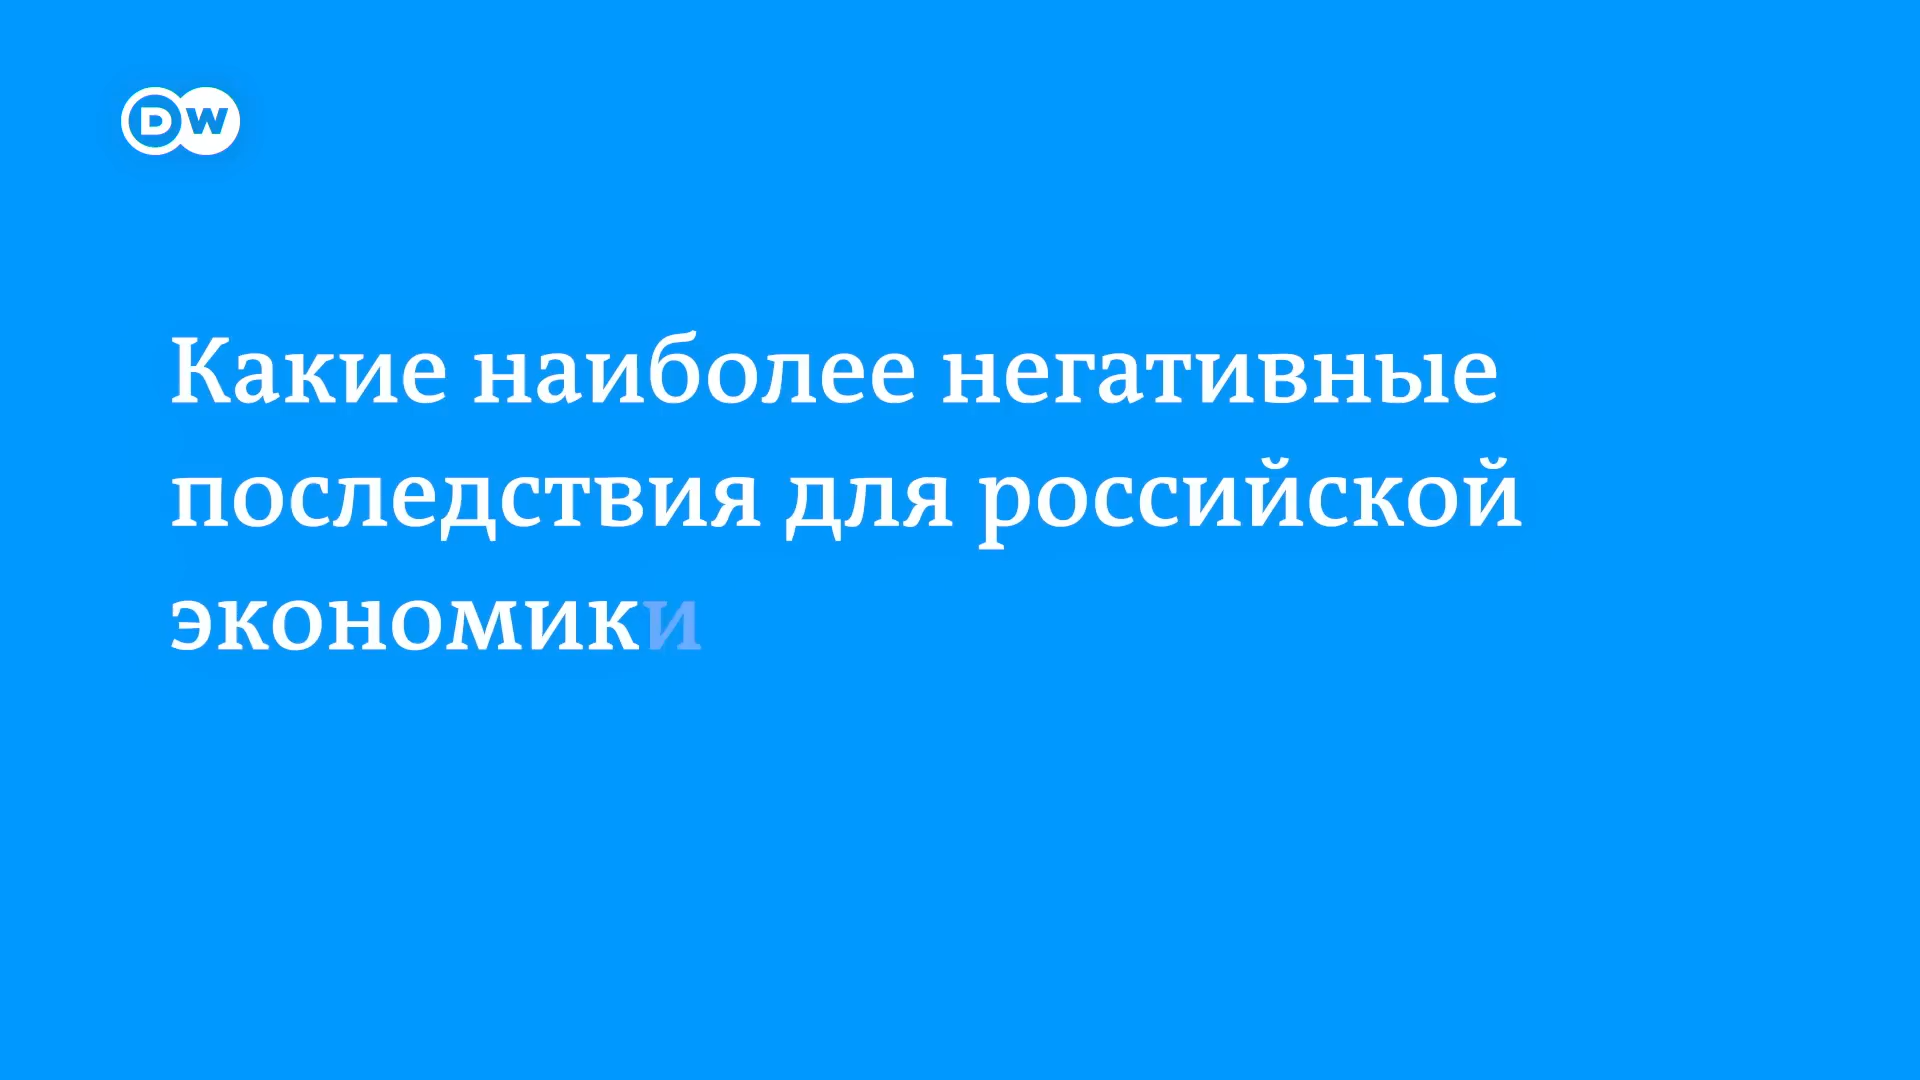 DW
Какие наиболее негативные
последствия для российской
экономики